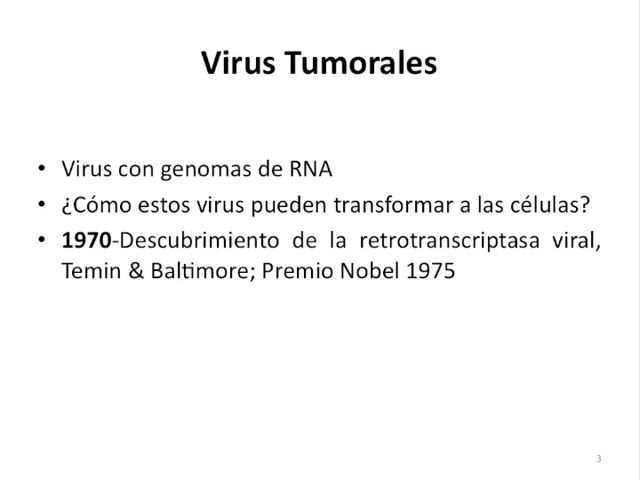 Virus Tumorales
• Virus con genomas de RNA
• ¿Cómo estos virus pueden transformar a las células?
• 1970-Descubrimiento de la retrotranscriptasa viral,
Temin & Baltimore; Premio Nobel 1975
3